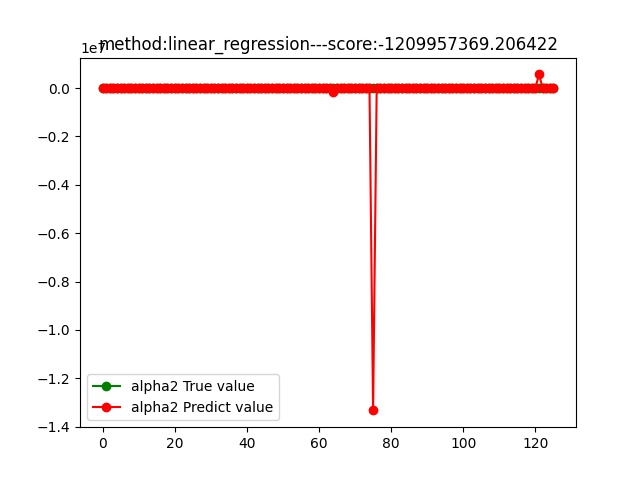 1e7
method:linear_regression---score:-1209957369.206422
0.0
−0.2
−0.4
−0.6
−0.8
−1.0
−1.2
−1.4
alpha2 True value
alpha2 Predict value
0 20 40 60 80 100 120